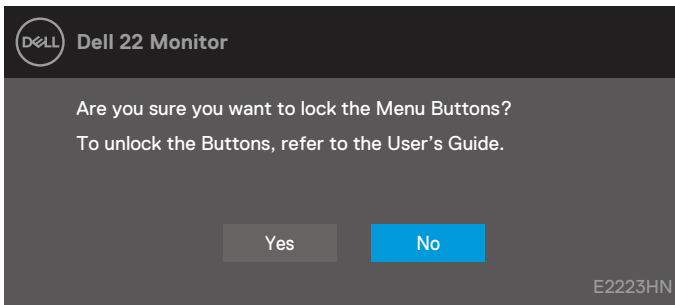 DELL Dell 22 Monitor
Are you sure you want to lock the Menu Buttons?
To unlock the Buttons, refer to the User's Guide.
Yes No
E2223HN